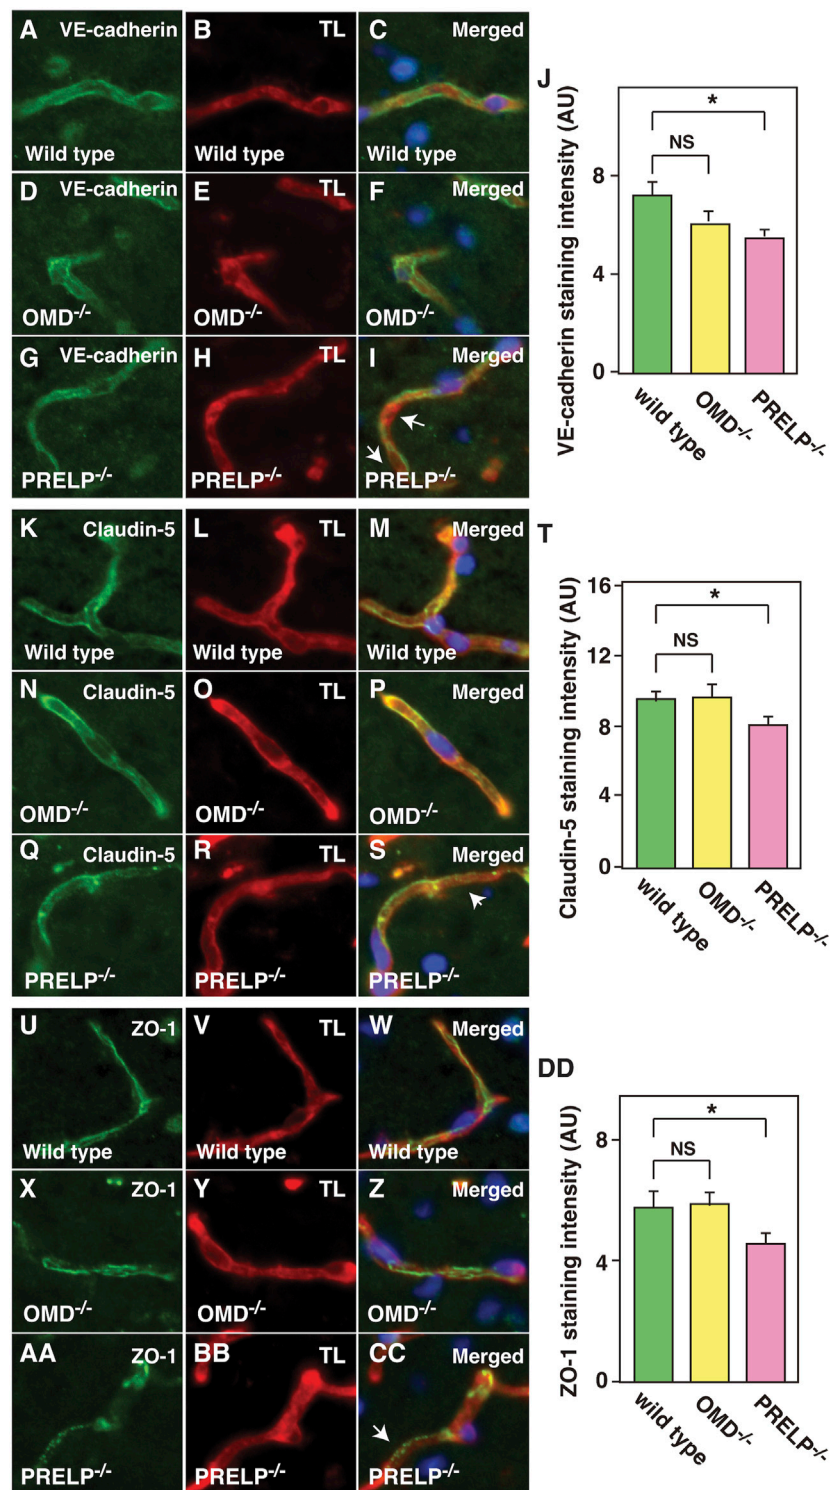 A VE-cadherin B TL C Merged
Wild type Wild type Wild type
D VE-cadherin E TL F Merged
OMD-/- OMD-/- OMD-/-
G VE-cadherin H TL I Merged
PRELP-/- PRELP-/- PRELP-/-
J
VE-cadherin staining intensity (AU)
8
4
0
*
NS
wild type OMD-/- PRELP-/-
K Claudin-5 L TL M Merged
Wild type Wild type Wild type
N Claudin-5 O TL P Merged
OMD-/- OMD-/- OMD-/-
Q Claudin-5 R TL S Merged
PRELP-/- PRELP-/- PRELP-/-
T
Claudin-5 staining intensity (AU)
16
12
8
4
0
*
NS
wild type OMD-/- PRELP-/-
U ZO-1 V TL W Merged
Wild type Wild type Wild type
X ZO-1 Y TL Z Merged
OMD-/- OMD-/- OMD-/-
AA ZO-1 BB TL CC Merged
PRELP-/- PRELP-/- PRELP-/-
DD
ZO-1 staining intensity (AU)
8
4
0
*
NS
wild type OMD-/- PRELP-/-